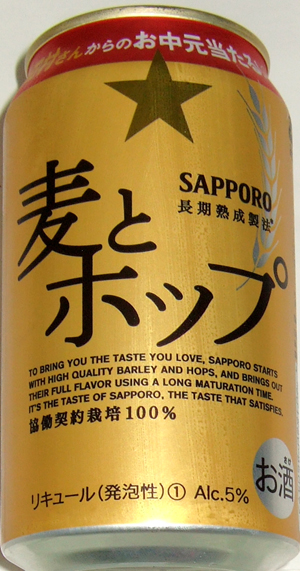 さんからのお中元当たる
SAPPORO
長期熟成製法
麦と
ホップ
TO BRING YOU THE TASTE YOU LOVE, SAPPORO STARTS
WITH HIGH QUALITY BARLEY AND HOPS, AND BRINGS OUT
THEIR FULL FLAVOR USING A LONG MATURATION TIME.
IT'S THE TASTE OF SAPPORO, THE TASTE THAT SATISFIES.
協働契約栽培100%
お酒
リキュール(発泡性)① Alc.5%